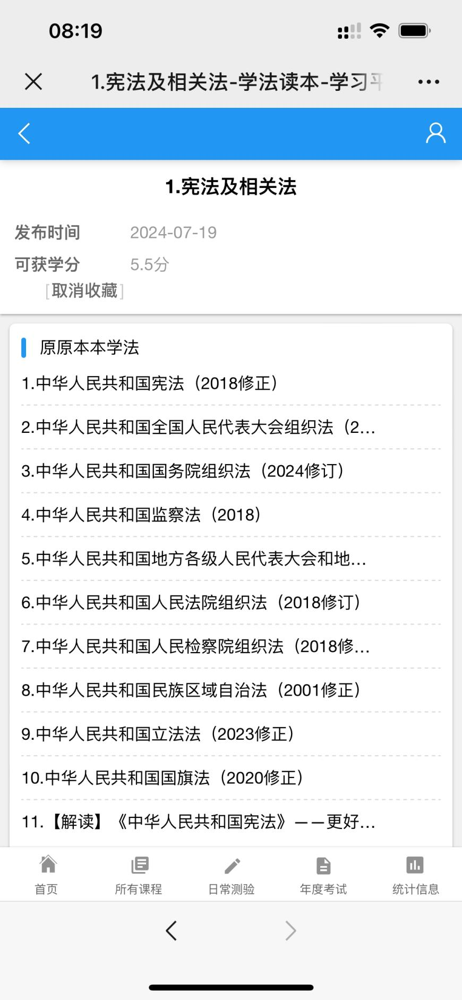 08:19
1.宪法及相关法-学法读本-学习平
1.宪法及相关法
发布时间 2024-07-19
可获学分 5.5分
[取消收藏]
原原本本学法
1.中华人民共和国宪法（2018修正）
2.中华人民共和国全国人民代表大会组织法（2...
3.中华人民共和国国务院组织法（2024修订）
4.中华人民共和国监察法（2018）
5.中华人民共和国地方各级人民代表大会和地...
6.中华人民共和国人民法院组织法（2018修订）
7.中华人民共和国人民检察院组织法（2018修...
8.中华人民共和国民族区域自治法（2001修正）
9.中华人民共和国立法法（2023修正）
10.中华人民共和国国旗法（2020修正）
11.【解读】《中华人民共和国宪法》——更好...
首页 所有课程 日常测验 年度考试 统计信息